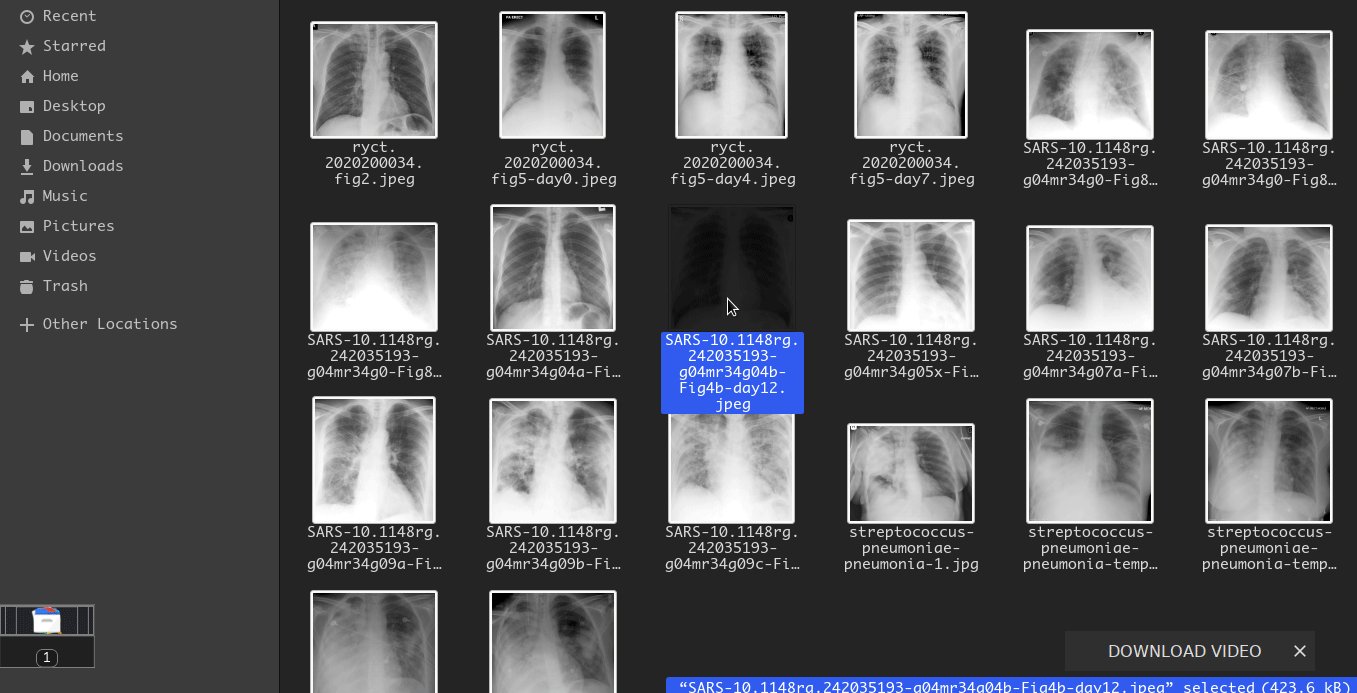 Recent
Starred
Home
Desktop
Documents
Downloads
Music
Pictures
Videos
Trash
Other Locations
1
ryct.
2020200034.
fig2.jpeg
ryct.
2020200034.
fig5-day0.jpeg
ryct.
2020200034.
fig5-day4.jpeg
ryct.
2020200034.
fig5-day7.jpeg
SARS-10.1148rg.
242035193-
g04mr34g0-Fig8…
SARS-10.1148rg.
242035193-
g04mr34g0-Fig8…
SARS-10.1148rg.
242035193-
g04mr34g0-Fig8…
SARS-10.1148rg.
242035193-
g04mr34g04a-Fi…
SARS-10.1148rg.
242035193-
g04mr34g04b-
Fig4b-day12.
jpeg
SARS-10.1148rg.
242035193-
g04mr34g05x-Fi…
SARS-10.1148rg.
242035193-
g04mr34g07a-Fi…
SARS-10.1148rg.
242035193-
g04mr34g07b-Fi…
SARS-10.1148rg.
242035193-
g04mr34g09a-Fi…
SARS-10.1148rg.
242035193-
g04mr34g09b-Fi…
SARS-10.1148rg.
242035193-
g04mr34g09c-Fi…
streptococcus-
pneumoniae-
pneumonia-1.jpg
streptococcus-
pneumoniae-
pneumonia-temp…
streptococcus-
pneumoniae-
pneumonia-temp…
DOWNLOAD VIDEO
“SARS-10.1148rg.242035193-g04mr34g04b-Fig4b-day12.jpeg” selected (423.6 kB)